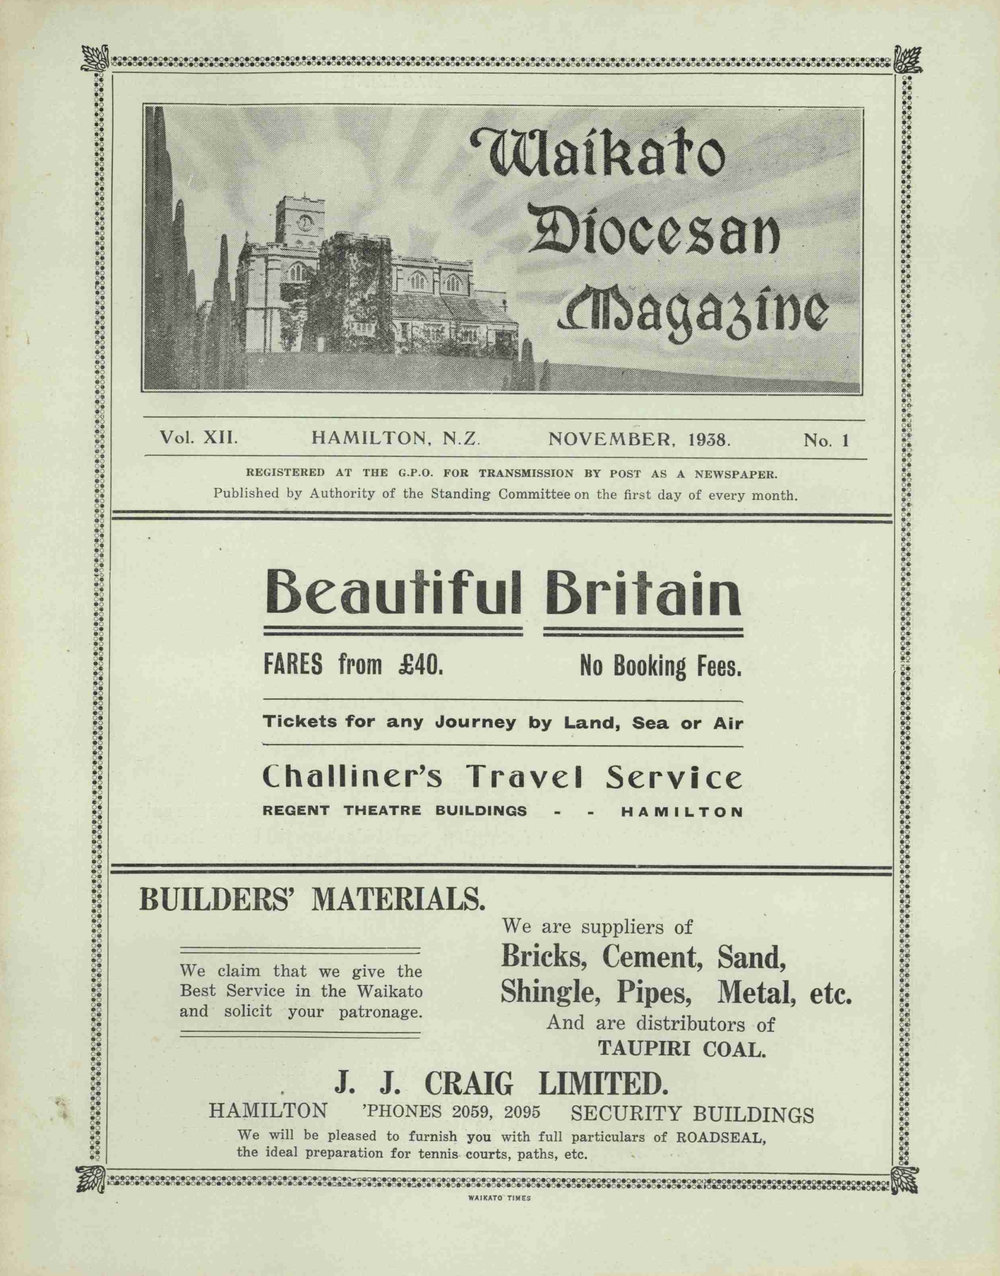 Waikato
Diocesan
Magazine
Vol. XII. HAMILTON, N.Z. NOVEMBER, 1938. No. 1
REGISTERED AT THE G.P.O. FOR TRANSMISSION BY POST AS A NEWSPAPER.
Published by Authority of the Standing Committee on the first day of every month.
Beautiful Britain
FARES from £40. No Booking Fees.
Tickets for any Journey by Land, Sea or Air
Challiner's Travel Service
REGENT THEATRE BUILDINGS - - HAMILTON
BUILDERS' MATERIALS.
We claim that we give the
Best Service in the Waikato
and solicit your patronage.
We are suppliers of
Bricks, Cement, Sand,
Shingle, Pipes, Metal, etc.
And are distributors of
TAUPIRI COAL.
J. J. CRAIG LIMITED.
HAMILTON 'PHONES 2059, 2095 SECURITY BUILDINGS
We will be pleased to furnish you with full particulars of ROADSEAL,
the ideal preparation for tennis courts, paths, etc.
WAIKATO TIMES